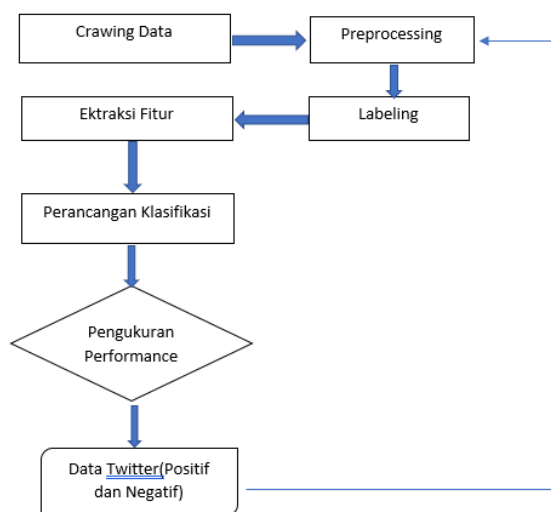 Crawing Data
Preprocessing
Ektraksi Fitur
Labeling
Perancangan Klasifikasi
Pengukuran
Performance
Data Twitter(Positif
dan Negatif)